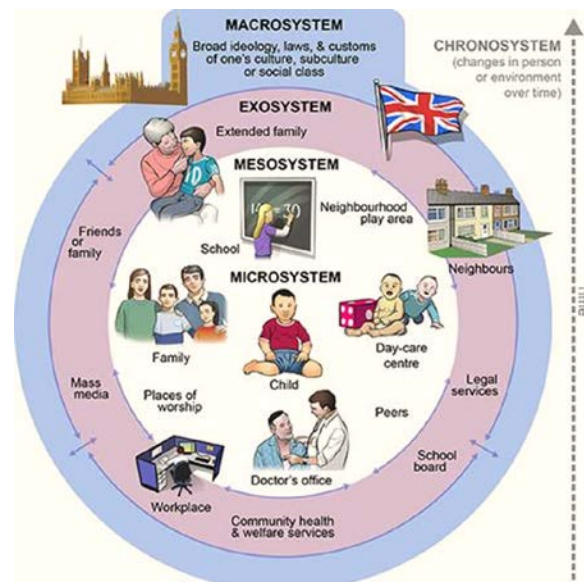 MACROSYSTEM
Broad ideology, laws, & customs
of one's culture, subculture
or social class
CHRONOSYSTEM
(changes in person
or environment
over time)
EXOSYSTEM
Extended family
MESOSYSTEM
Neighbourhood
play area
School
Friends
or
family
Neighbours
MICROSYSTEM
Time
Family
Child
Day-care
centre
Mass
media
Places of
worship
Peers
Legal
services
Doctor's office
School
board
Workplace
Community health
& welfare services